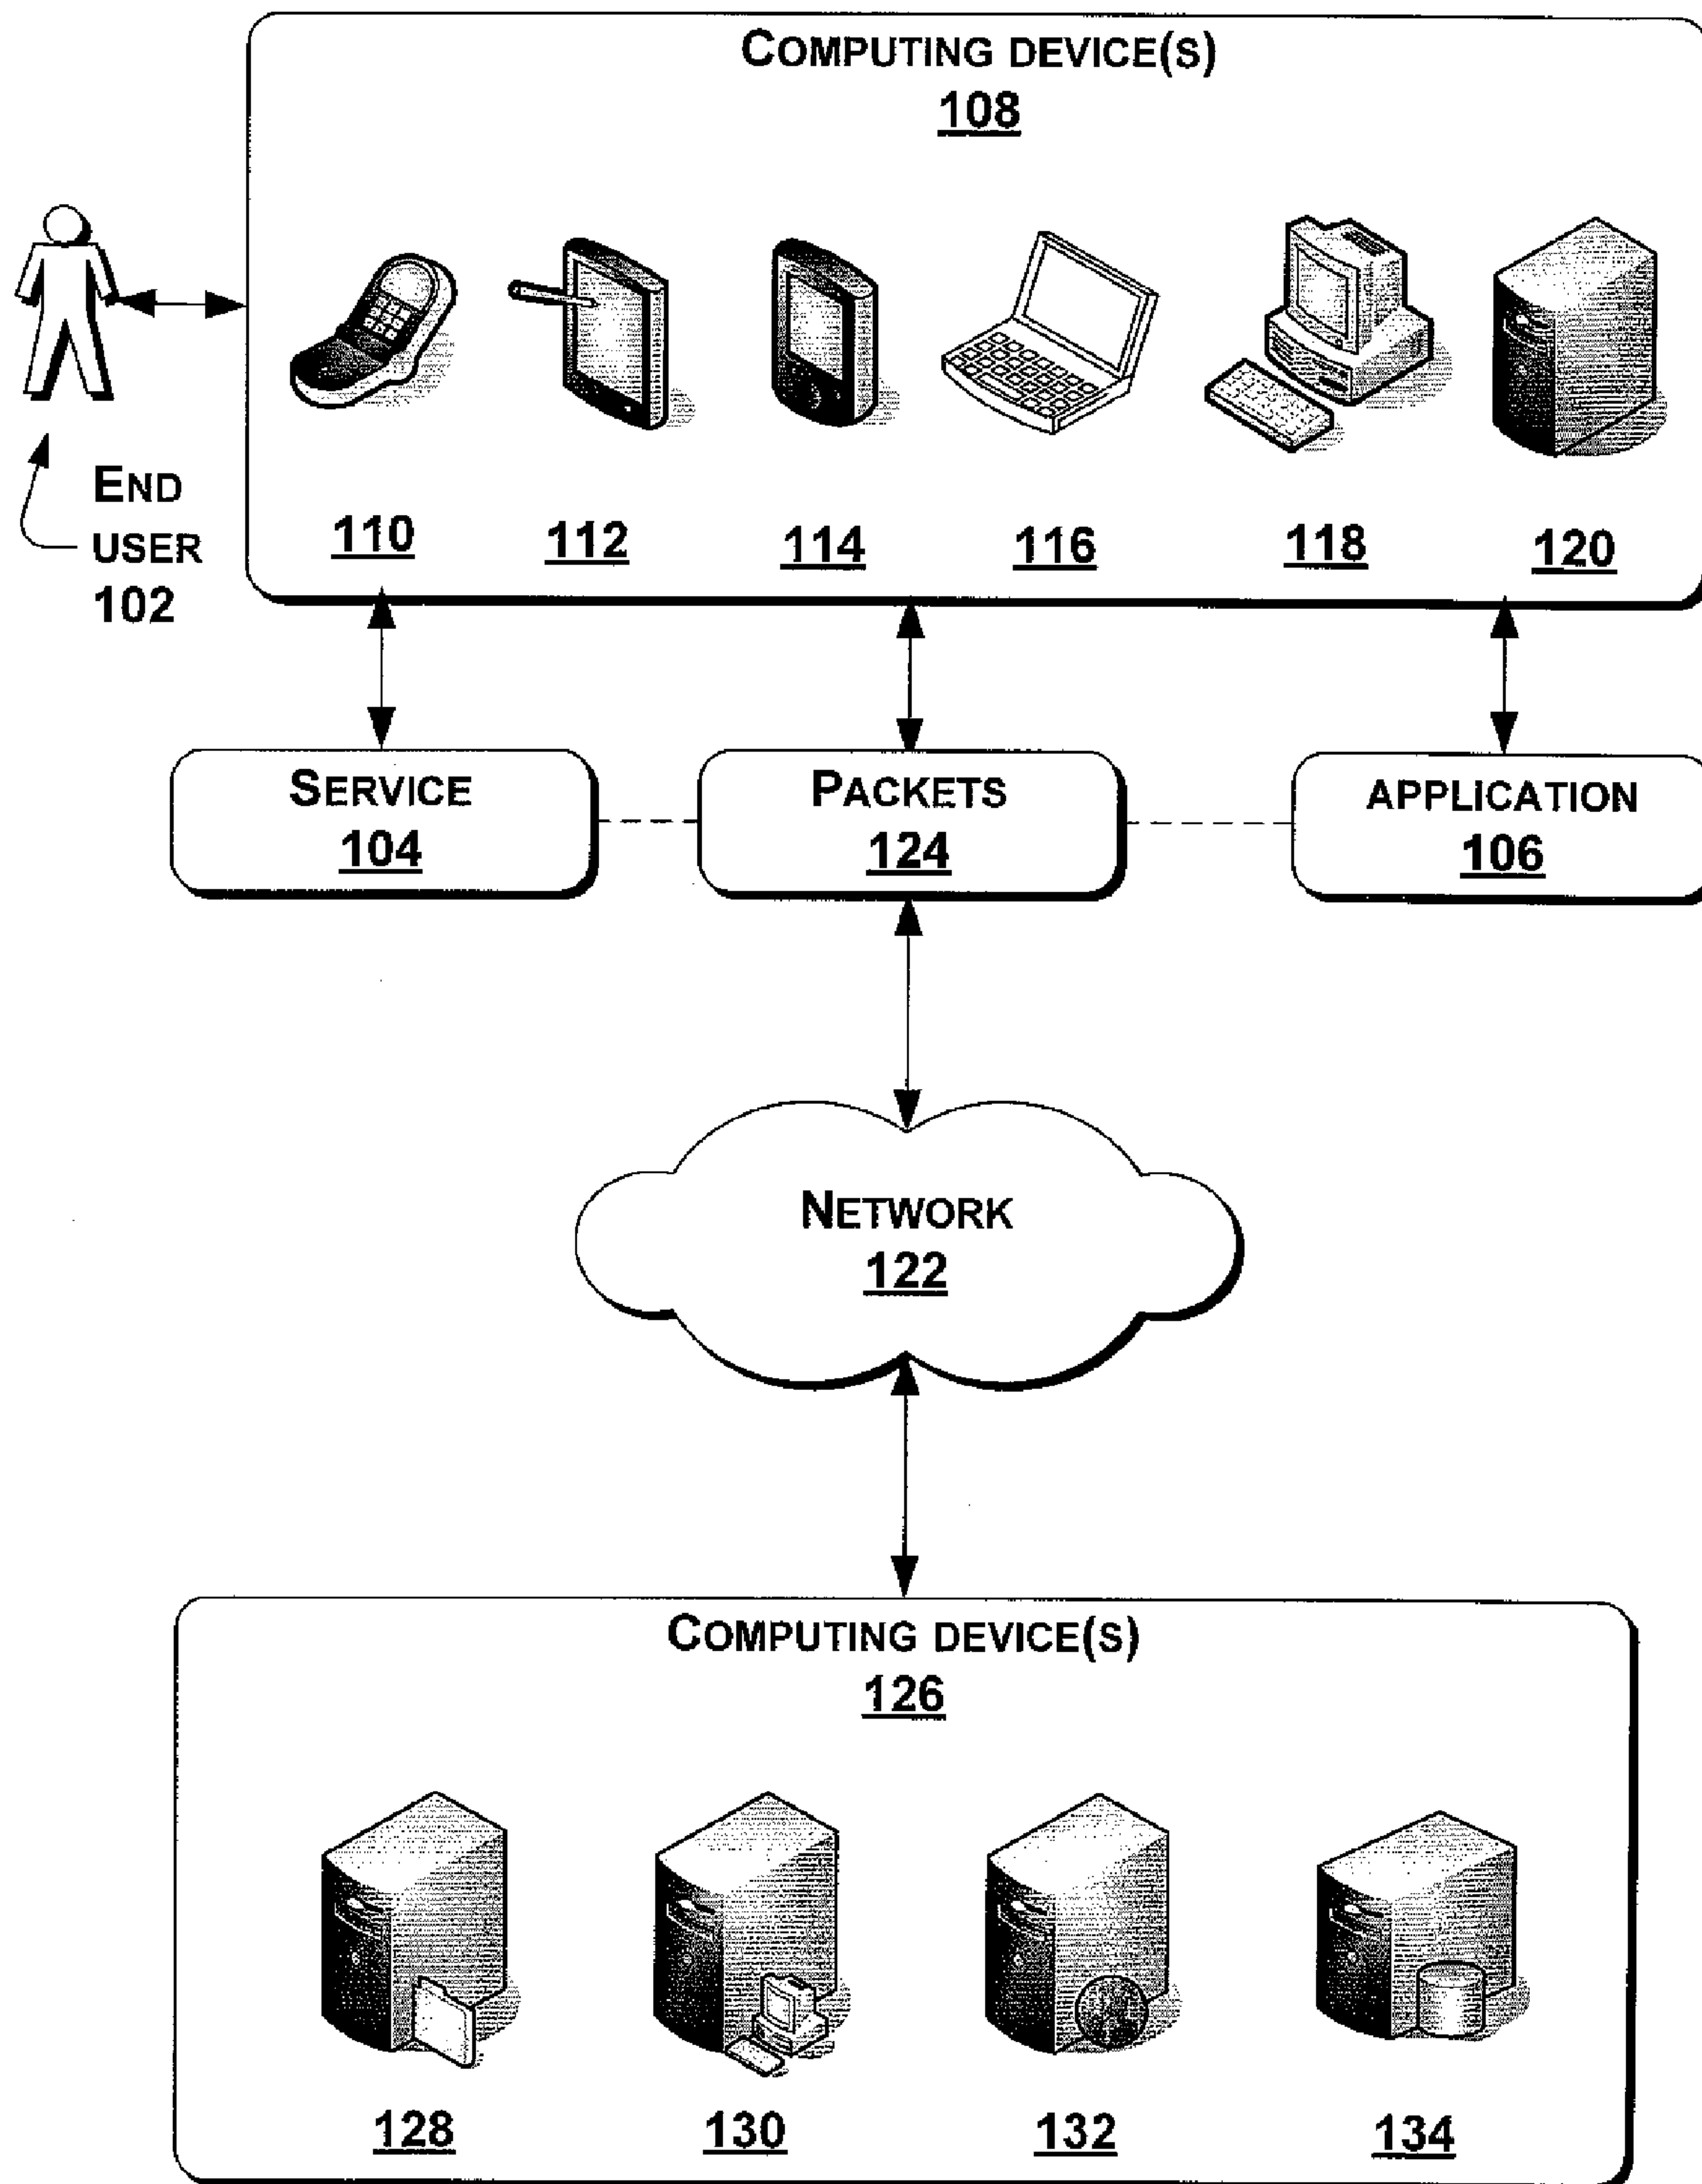 COMPUTING DEVICE(S)
108
END
USER
102
110 112 114 116 118 120
SERVICE
104
PACKETS
124
APPLICATION
106
NETWORK
122
COMPUTING DEVICE(S)
126
128 130 132 134